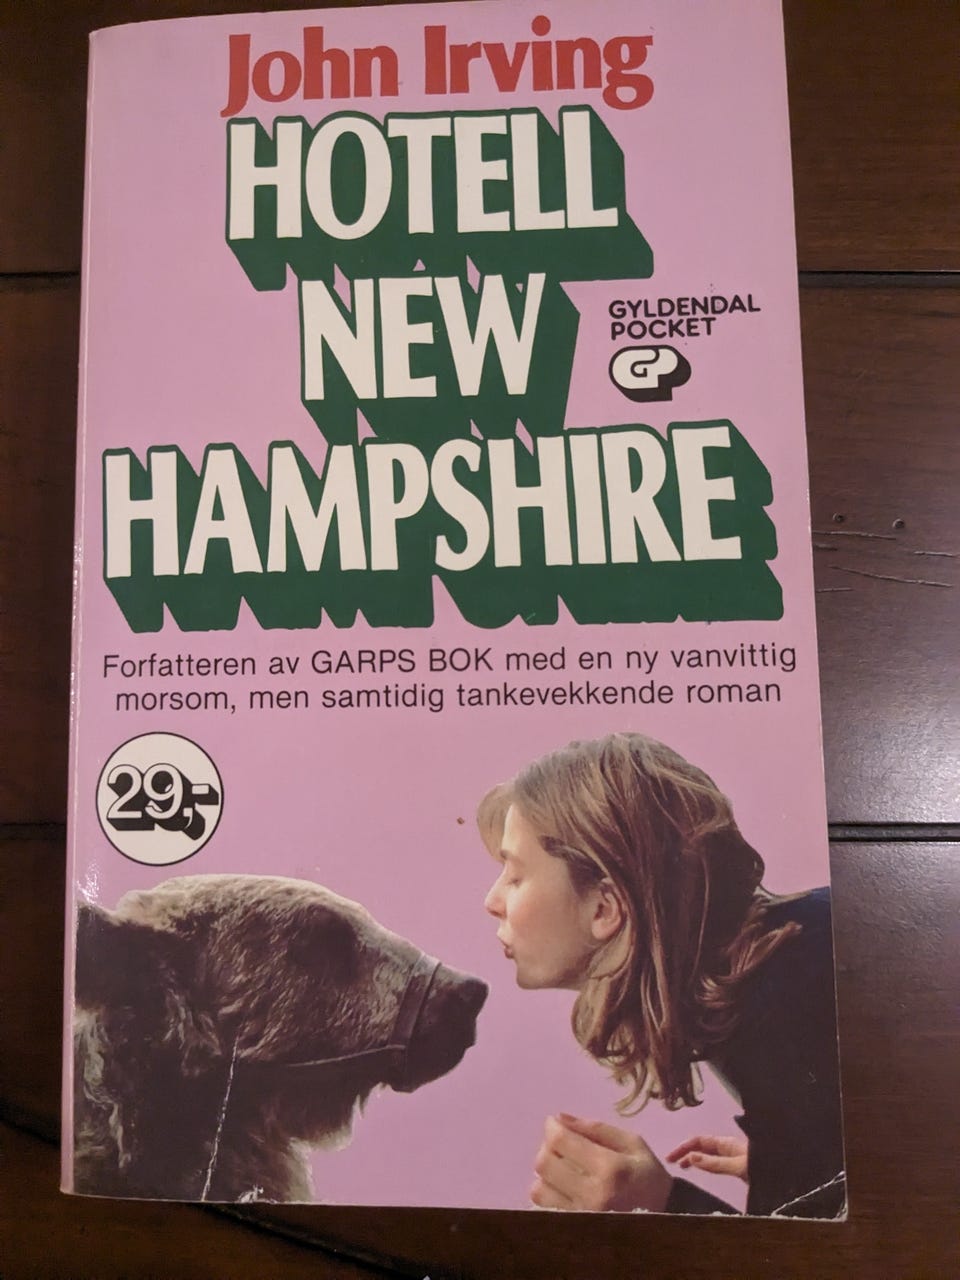 John Irving
HOTELL
NEW
GYLDENDAL
POCKET
GP
HAMPSHIRE
Forfatteren av GARPS BOK med en ny vanvittig
morsom, men samtidig tankevekkende roman
29,-